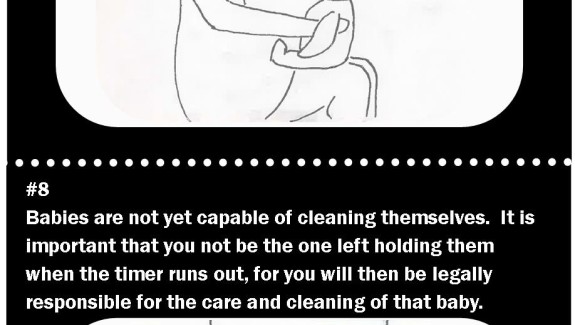 #8
Babies are not yet capable of cleaning themselves.  It is
important that you not be the one left holding them
when the timer runs out, for you will then be legally
responsible for the care and cleaning of that baby.